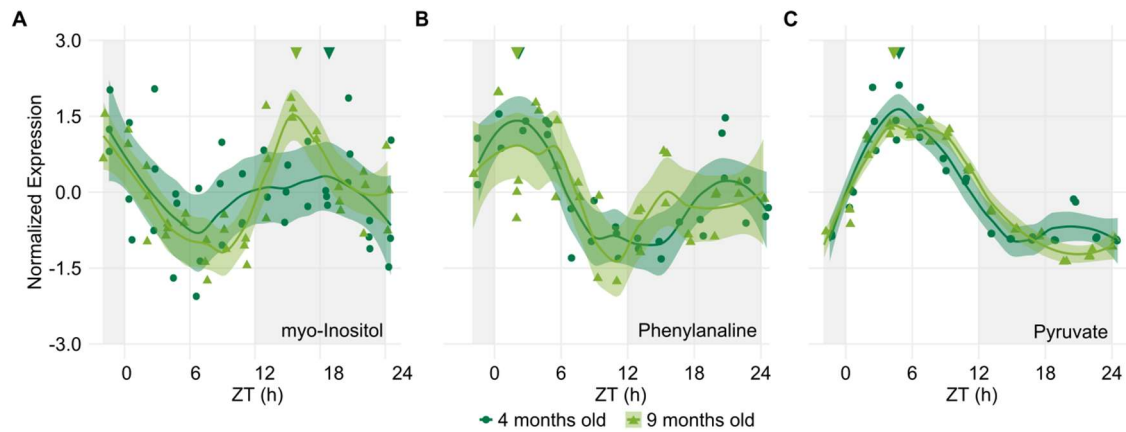 A
B
C
Normalized Expression
3.0
1.5
0.0
-1.5
-3.0
myo-Inositol
Phenylanaline
Pyruvate
0 6 12 18 24
0 6 12 18 24
0 6 12 18 24
ZT (h)
ZT (h)
ZT (h)
4 months old
9 months old